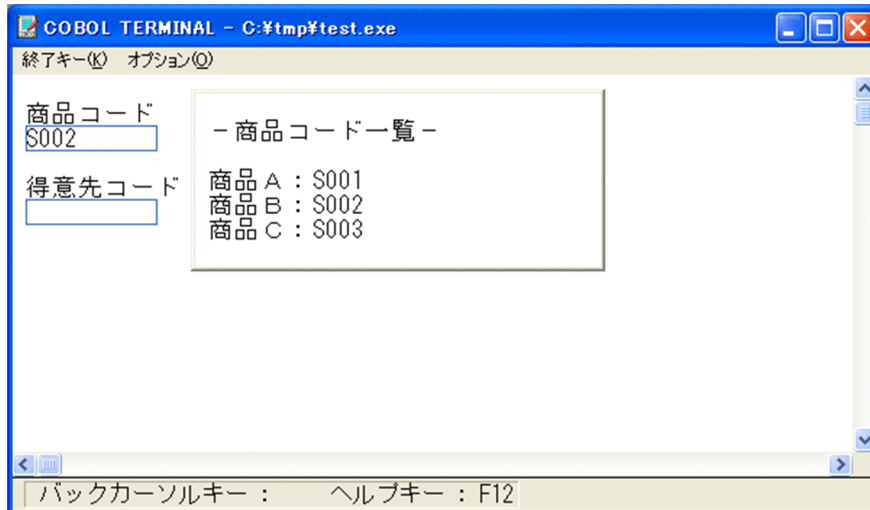 COBOL TERMINAL - C:¥tmp¥test.exe
終了キー(K) オプション(O)
商品コード
S002
得意先コード
-商品コード一覧-
商品A:S001
商品B:S002
商品C:S003
バックカーソルキー: ヘルプキー:F12